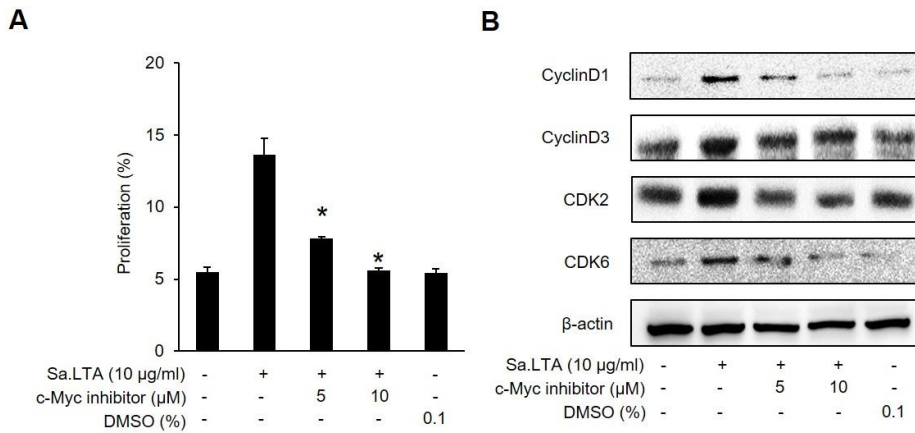 A
20
15
10
5
0
Proliferation (%)
*
*
Sa.LTA (10 μg/ml) - + + + -
c-Myc inhibitor (μM) - - 5 10 -
DMSO (%) - - - - 0.1
B
CyclinD1
CyclinD3
CDK2
CDK6
β-actin
Sa.LTA (10 μg/ml) - + + + -
c-Myc inhibitor (μM) - - 5 10 -
DMSO (%) - - - - 0.1